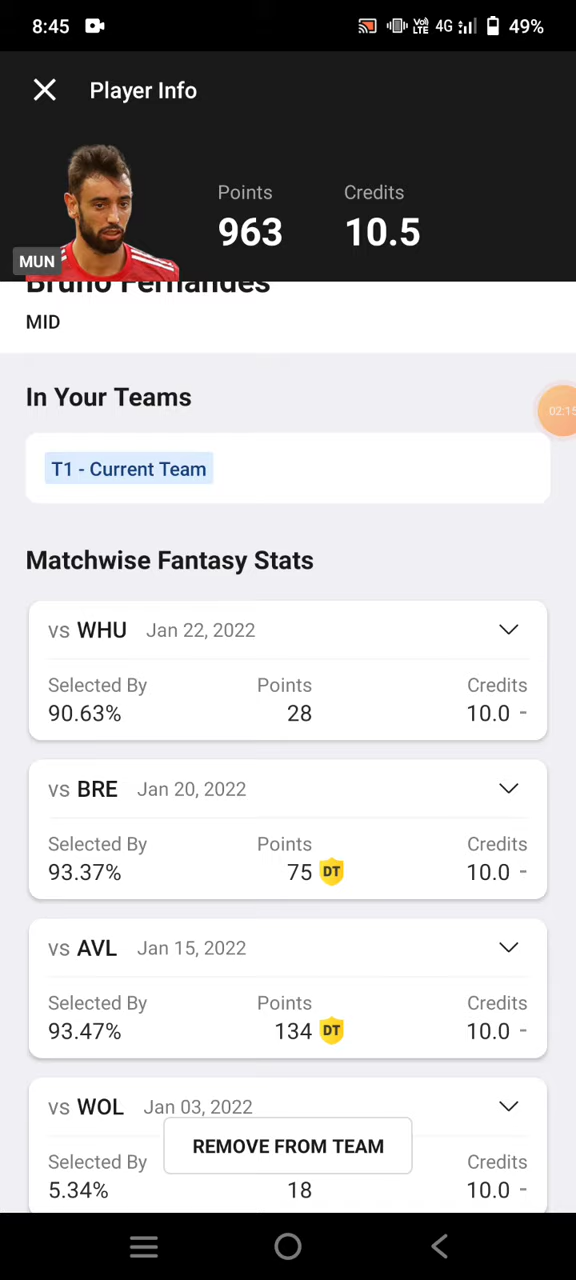 8:45 Vo) LTE 4G 49%
Player Info
Points Credits
963 10.5
MUN
Bruno Fernandes
MID
In Your Teams
02:15
T1 - Current Team
Matchwise Fantasy Stats
vs WHU Jan 22, 2022
Selected By Points Credits
90.63% 28 10.0 -
vs BRE Jan 20, 2022
Selected By Points Credits
93.37% 75 DT 10.0 -
vs AVL Jan 15, 2022
Selected By Points Credits
93.47% 134 DT 10.0 -
vs WOL Jan 03, 2022
REMOVE FROM TEAM
Selected By Credits
5.34% 18 10.0 -